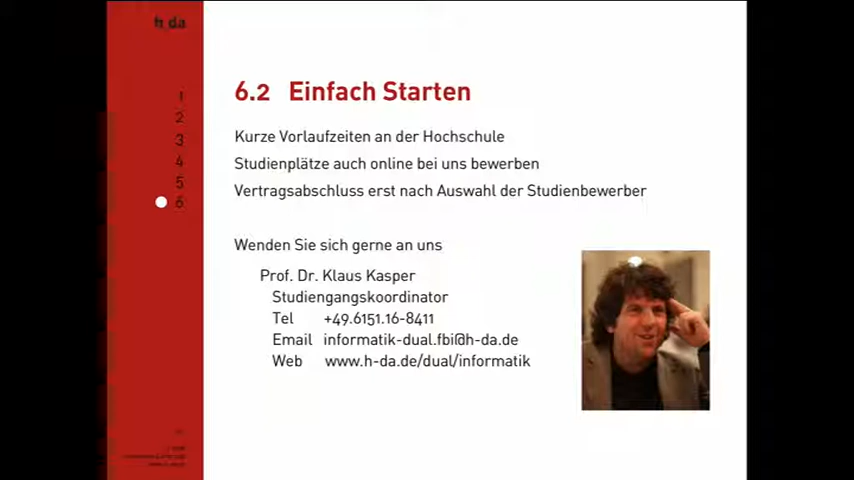 h da
1
2
3
4
5
6
6.2 Einfach Starten
Kurze Vorlaufzeiten an der Hochschule
Studienplätze auch online bei uns bewerben
Vertragsabschluss erst nach Auswahl der Studienbewerber
Wenden Sie sich gerne an uns
Prof. Dr. Klaus Kasper
Studiengangskoordinator
Tel +49.6151.16-8411
Email informatik-dual.fbi@h-da.de
Web www.h-da.de/dual/informatik